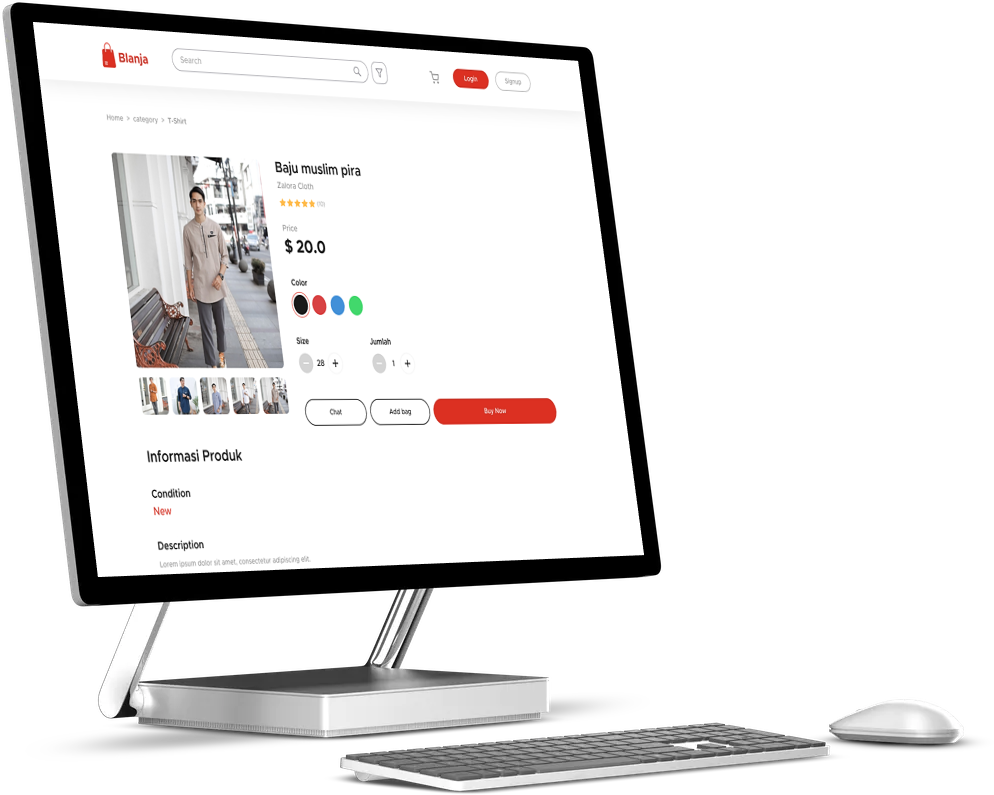 Blanja
Search
Login
Signup
Home > category > T-Shirt
Baju muslim pira
Zalora Cloth
(10)
Price
$ 20.0
Color
Size
Jumlah
28
1
Chat
Add bag
Buy Now
Informasi Produk
Condition
New
Description
Lorem ipsum dolor sit amet, consectetur adipiscing elit.